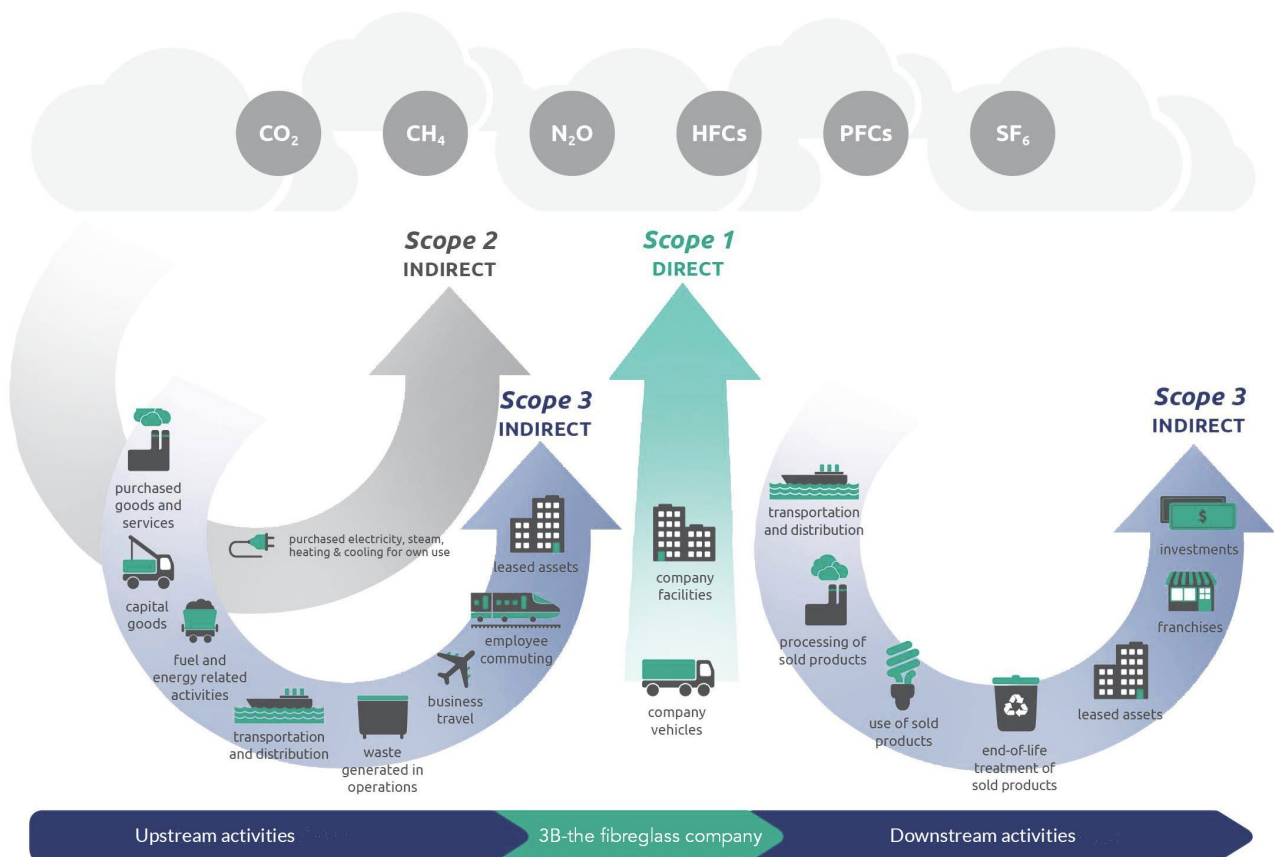 CO₂
CH₄
N₂O
HFCs
PFCs
SF₆
Scope 2
INDIRECT
Scope 1
DIRECT
Scope 3
INDIRECT
Scope 3
INDIRECT
purchased
goods and
services
capital
goods
fuel and
energy related
activities
transportation
and distribution
waste
generated in
operations
business
travel
employee
commuting
leased assets
purchased electricity, steam,
heating & cooling for own use
company
facilities
company
vehicles
transportation
and distribution
processing of
sold products
use of sold
products
end-of-life
treatment of
sold products
leased assets
franchises
$
investments
Upstream activities
3B-the fibreglass company
Downstream activities